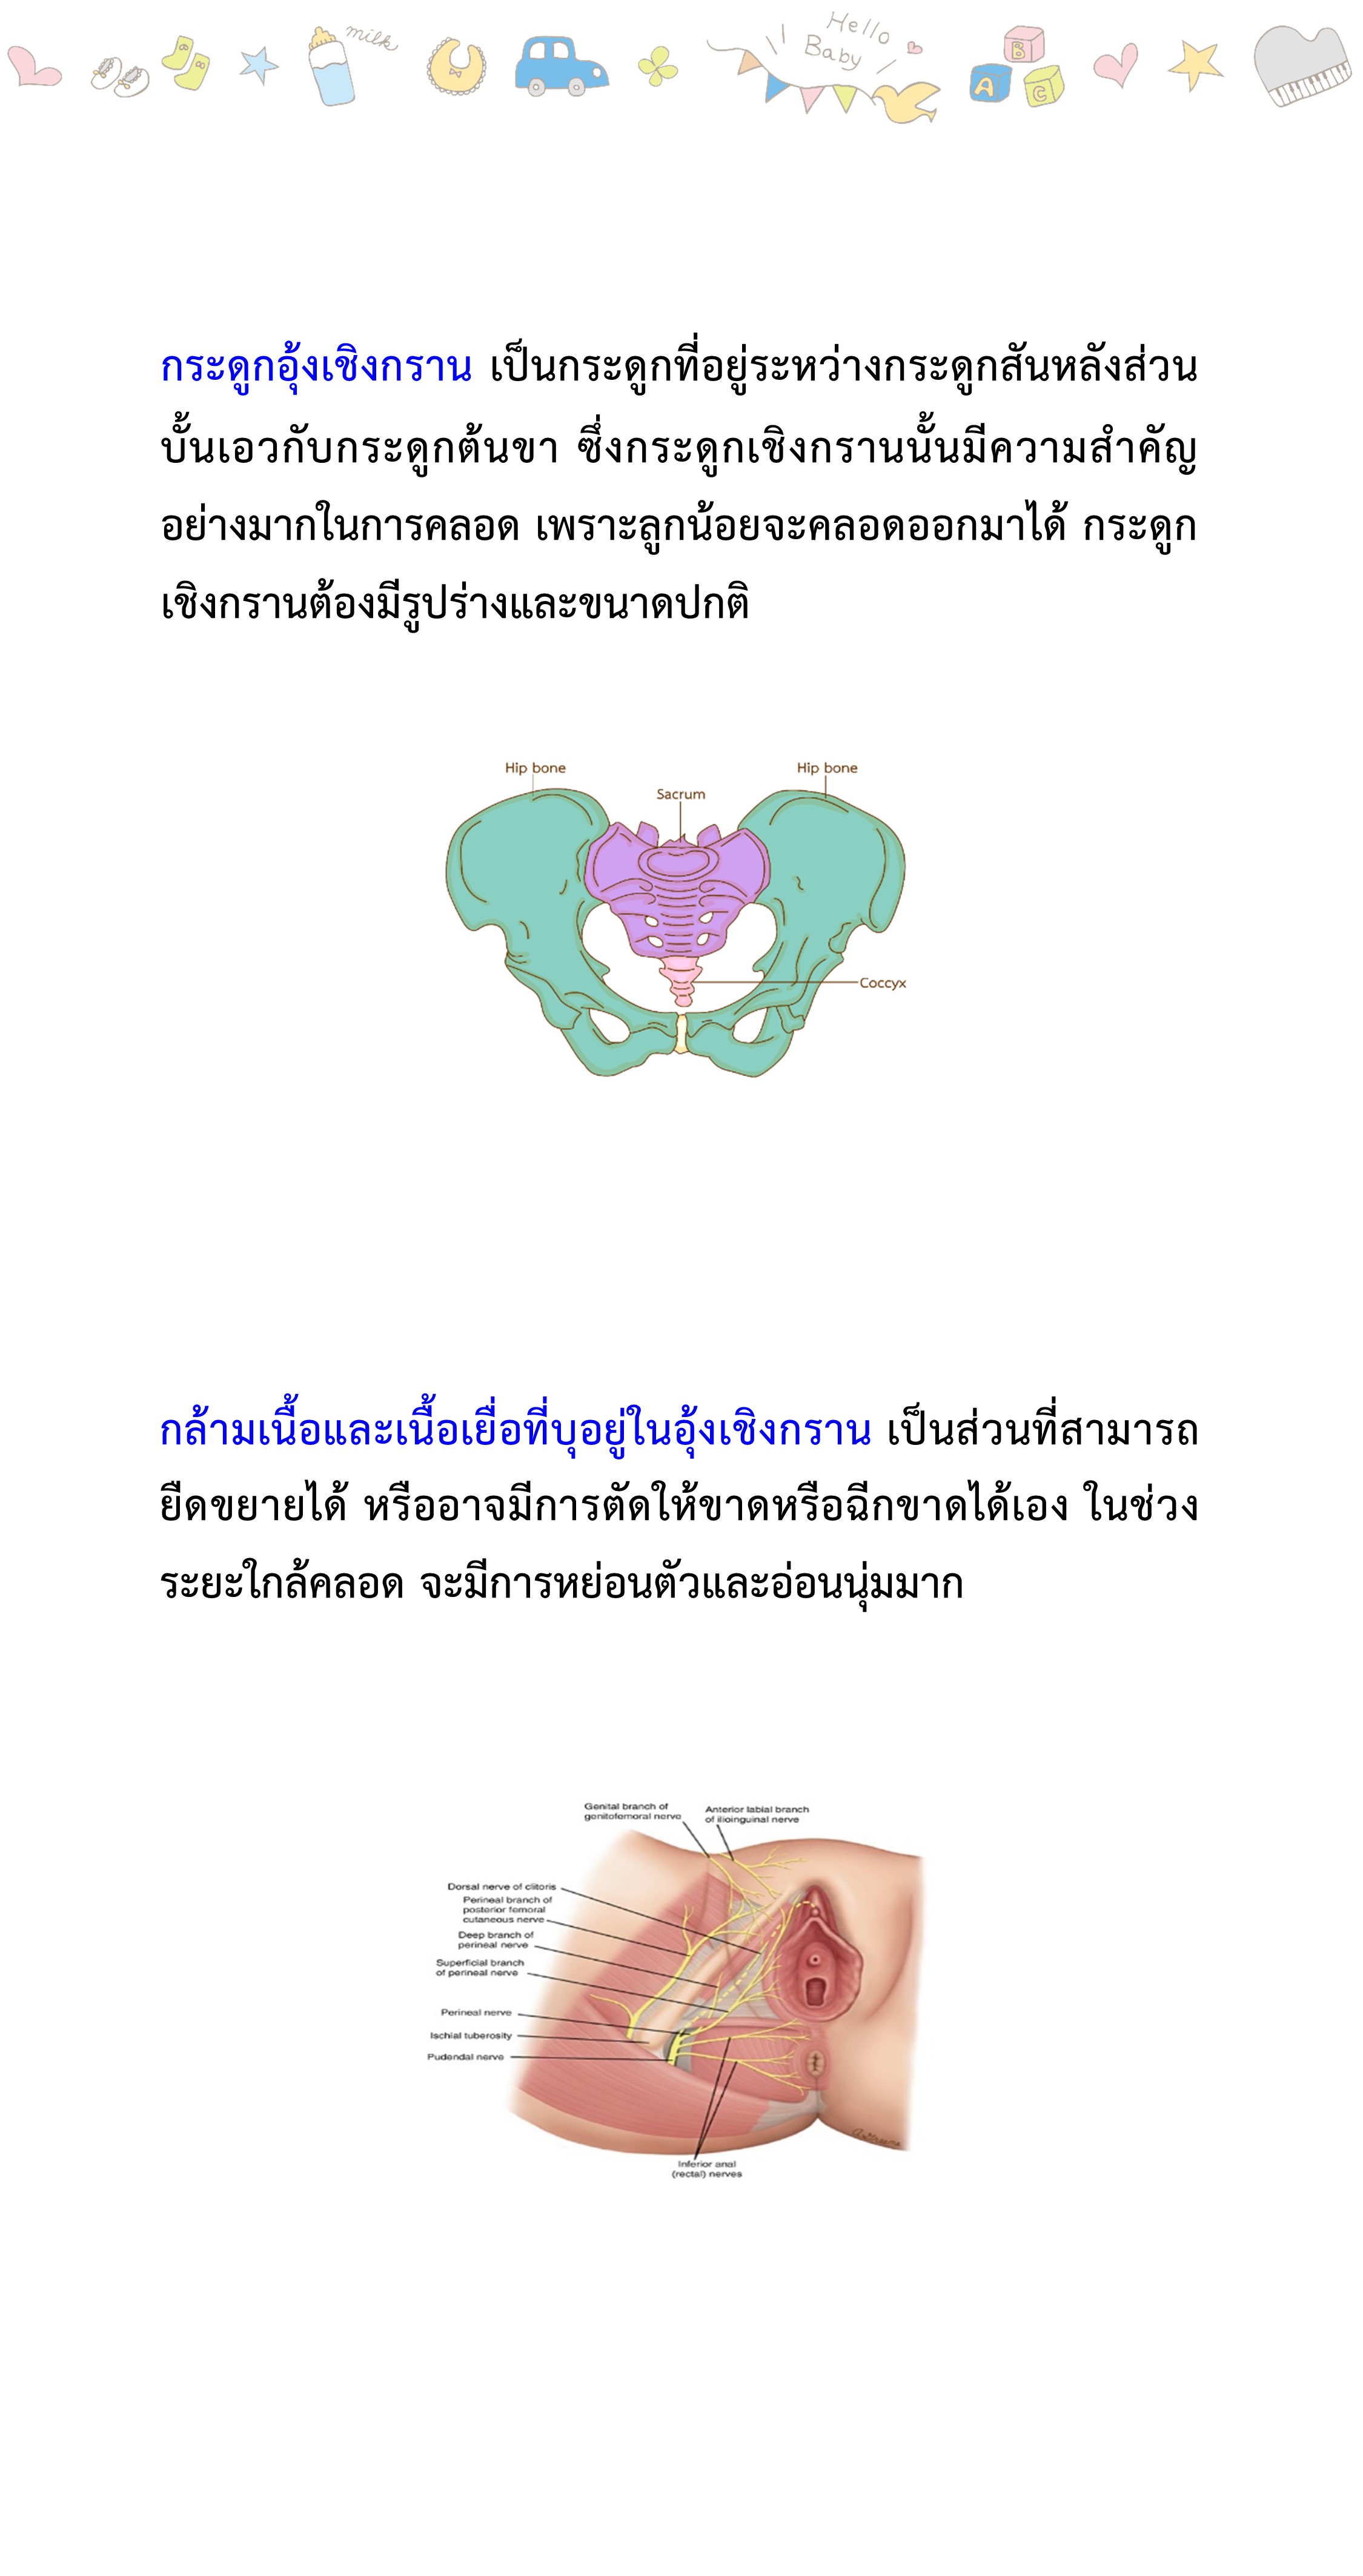 milk
Hello
Baby
B
A
C
กระดูกอุ้งเชิงกราน เป็นกระดูกที่อยู่ระหว่างกระดูกสันหลังส่วน
บั้นเอวกับกระดูกต้นขา ซึ่งกระดูกเชิงกรานนั้นมีความสำคัญ
อย่างมากในการคลอด เพราะลูกน้อยจะคลอดออกมาได้ กระดูก
เชิงกรานต้องมีรูปร่างและขนาดปกติ
Hip bone
Hip bone
Sacrum
Coccyx
กล้ามเนื้อและเนื้อเยื่อที่บุอยู่ในอุ้งเชิงกราน เป็นส่วนที่สามารถ
ยืดขยายได้ หรืออาจมีการตัดให้ขาดหรือฉีกขาดได้เอง ในช่วง
ระยะใกล้คลอด จะมีการหย่อนตัวและอ่อนนุ่มมาก
Genital branch of
genitofemoral nerve
Anterior labial branch
of ilioinguinal nerve
Dorsal nerve of clitoris
Perineal branch of
posterior femoral
cutaneous nerve
Deep branch of
perineal nerve
Superficial branch
of perineal nerve
Perineal nerve
Ischial tuberosity
Pudendal nerve
Inferior anal
(rectal) nerves